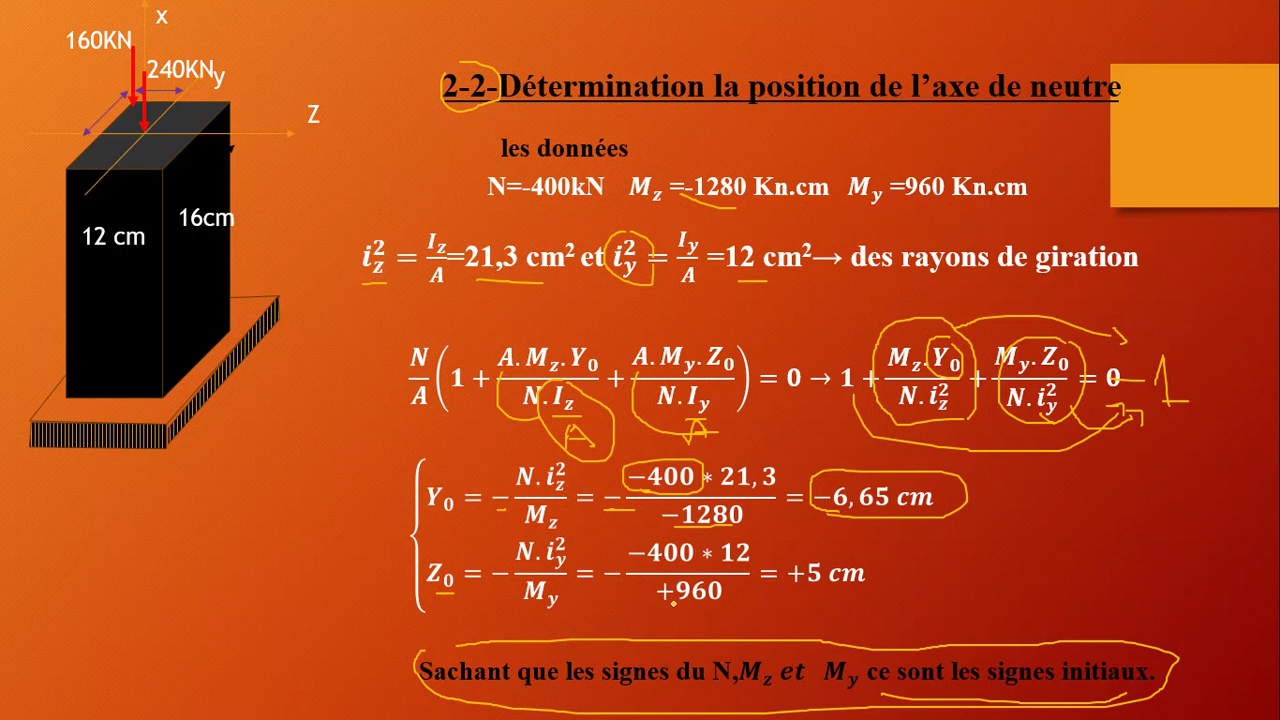 x
160KN
240KN
y
Z
12 cm
16cm
2-2-Détermination la position de l'axe de neutre
les données
N=-400kN M_z =-1280 Kn.cm M_y =960 Kn.cm
i_z^2 = I_z/A =21,3 cm² et i_y^2 = I_y/A =12 cm²→ des rayons de giration
N/A (1 + A.M_z.Y_0/N.I_z + A.M_y.Z_0/N.I_y) = 0 → 1 + M_z.Y_0/N.i_z^2 + M_y.Z_0/N.i_y^2 = 0 - 1
A A
Y_0 = - N.i_z^2/M_z = - -400 * 21,3/-1280 = -6,65 cm
Z_0 = - N.i_y^2/M_y = - -400 * 12/+960 = +5 cm
Sachant que les signes du N,M_z et M_y ce sont les signes initiaux.